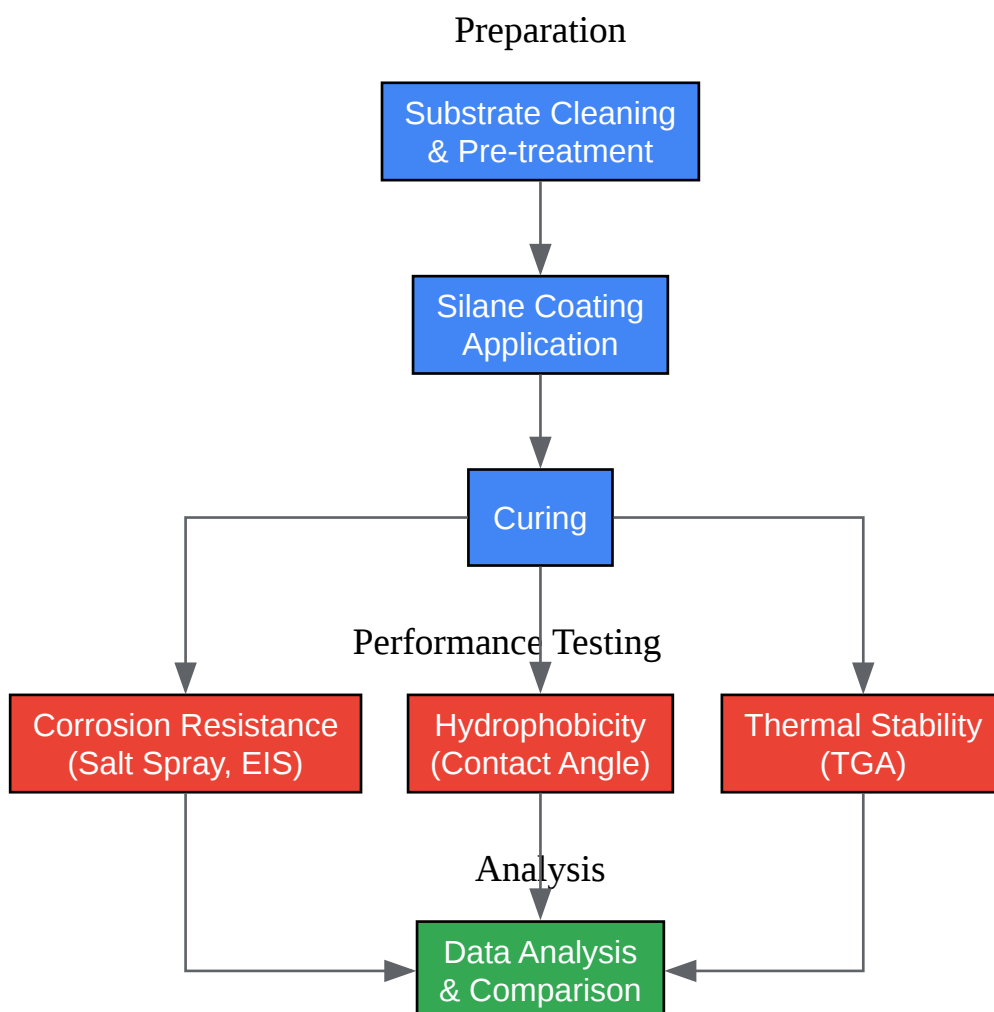 Preparation
Substrate Cleaning
& Pre-treatment
Silane Coating
Application
Curing
Performance Testing
Corrosion Resistance
(Salt Spray, EIS)
Hydrophobicity
(Contact Angle)
Thermal Stability
(TGA)
Analysis
Data Analysis
& Comparison